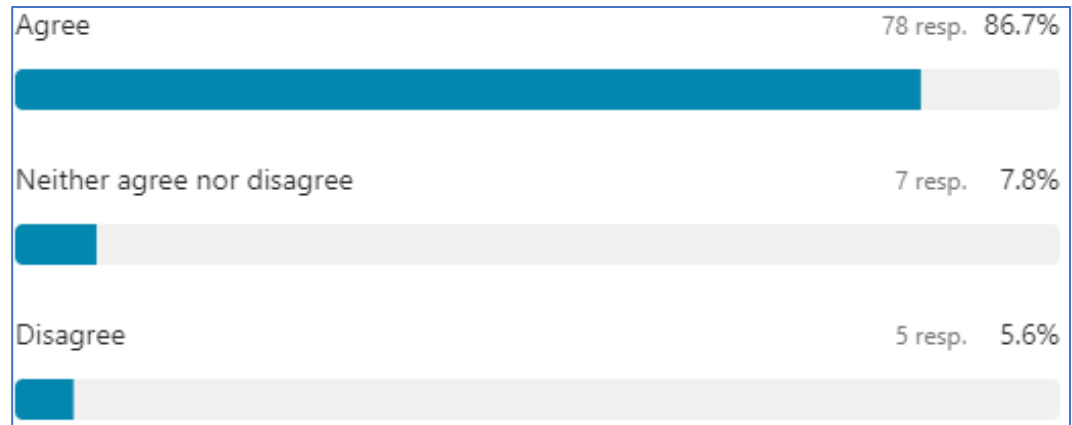 Agree 78 resp. 86.7%
Neither agree nor disagree 7 resp. 7.8%
Disagree 5 resp. 5.6%